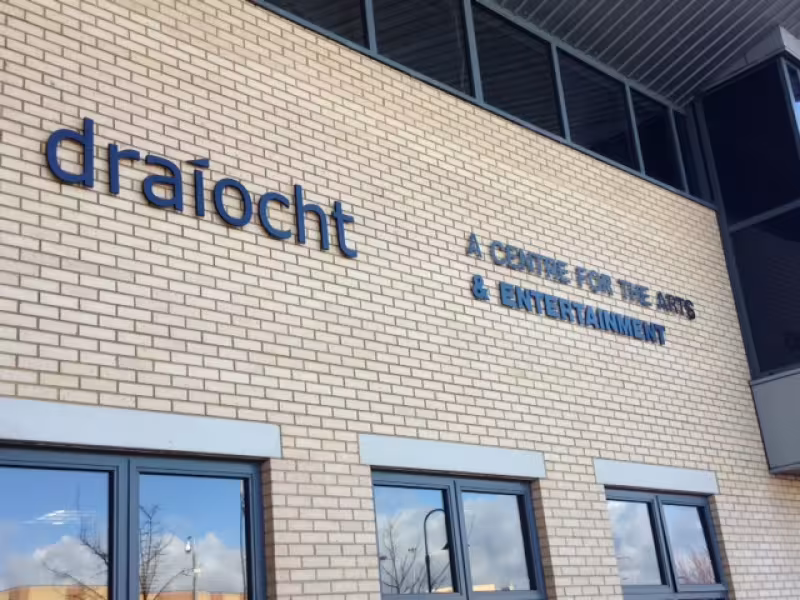 draíocht
A CENTRE FOR THE ARTS
& ENTERTAINMENT